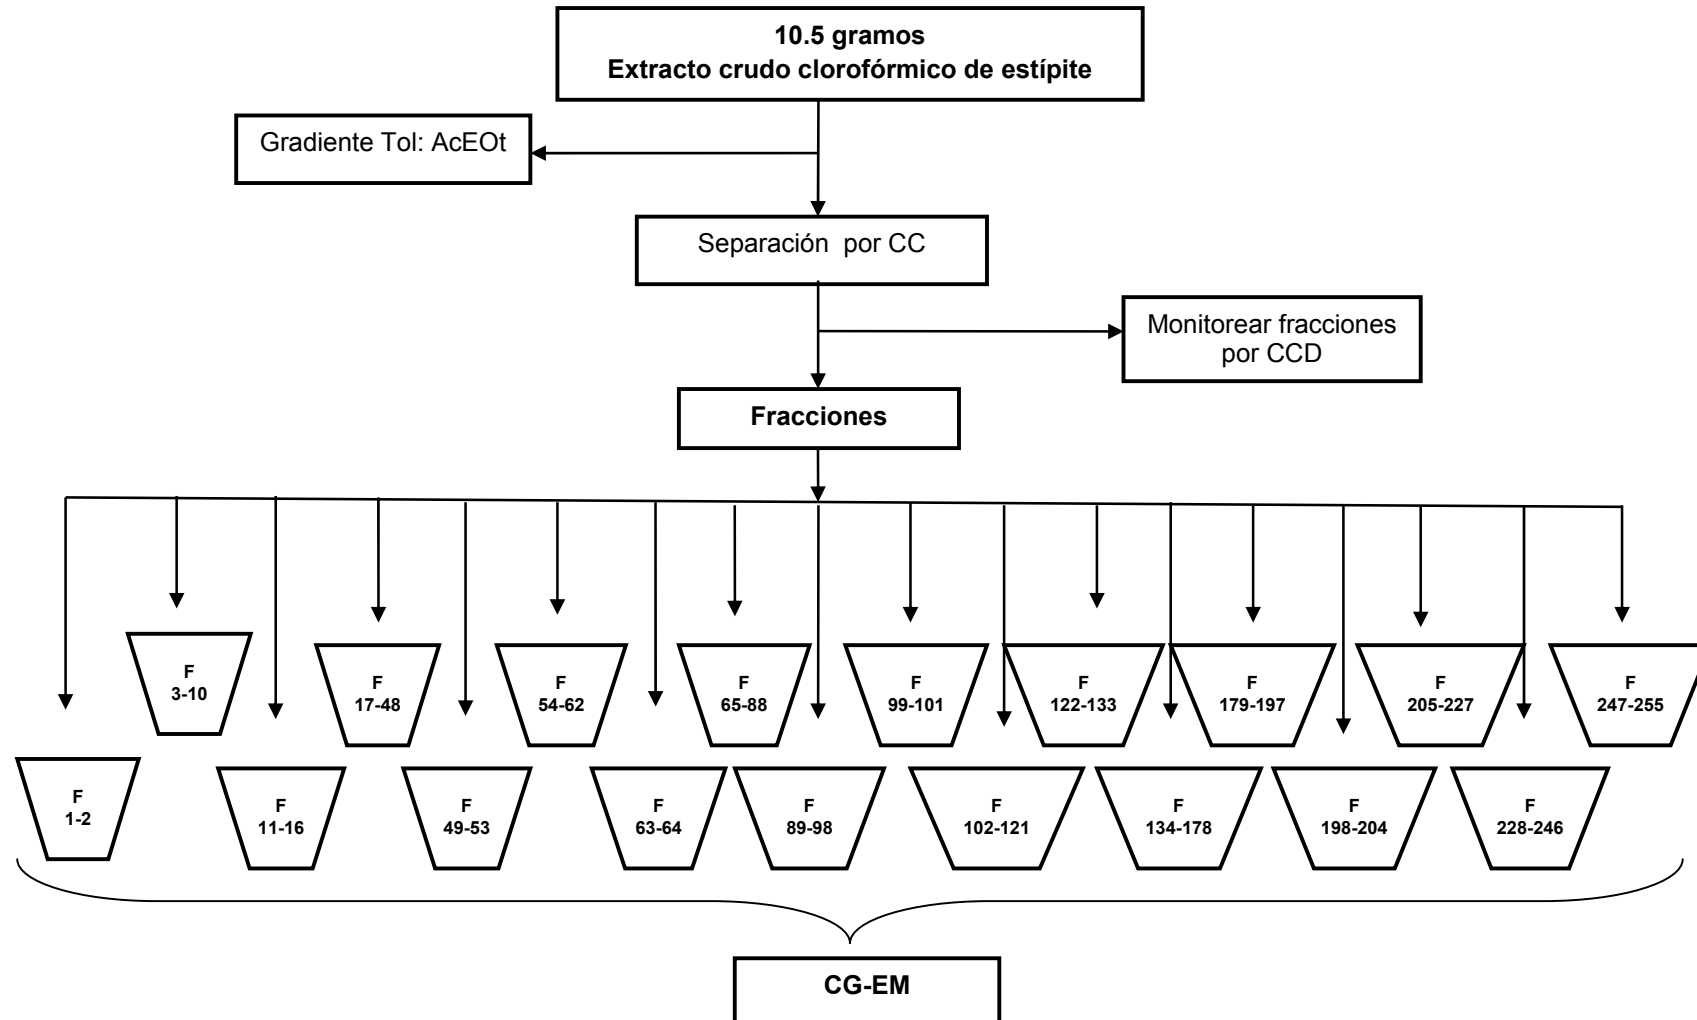 10.5 gramos
Extracto crudo clorofórmico de estípite
Gradiente Tol: AcEOt
Separación por CC
Monitorear fracciones
por CCD
Fracciones
F
3-10
F
17-48
F
54-62
F
65-88
F
99-101
F
122-133
F
179-197
F
205-227
F
247-255
F
1-2
F
11-16
F
49-53
F
63-64
F
89-98
F
102-121
F
134-178
F
198-204
F
228-246
CG-EM